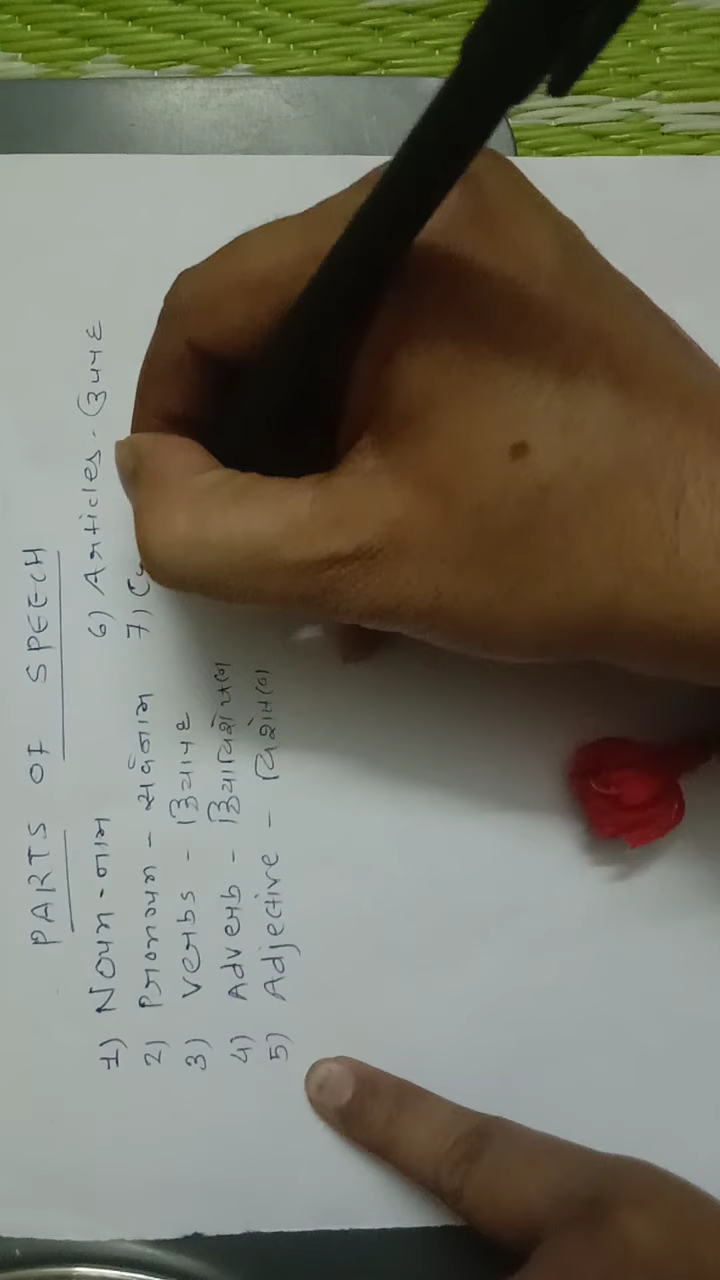 PARTS OF SPEECH
1) Noun - નામ
2) Pronoun - સર્વનામ
3) Verbs - ક્રિયાપદ
4) Adverb - ક્રિયાવિશેષણ
5) Adjective - વિશેષણ
6) Articles - ઉપપદ
7)